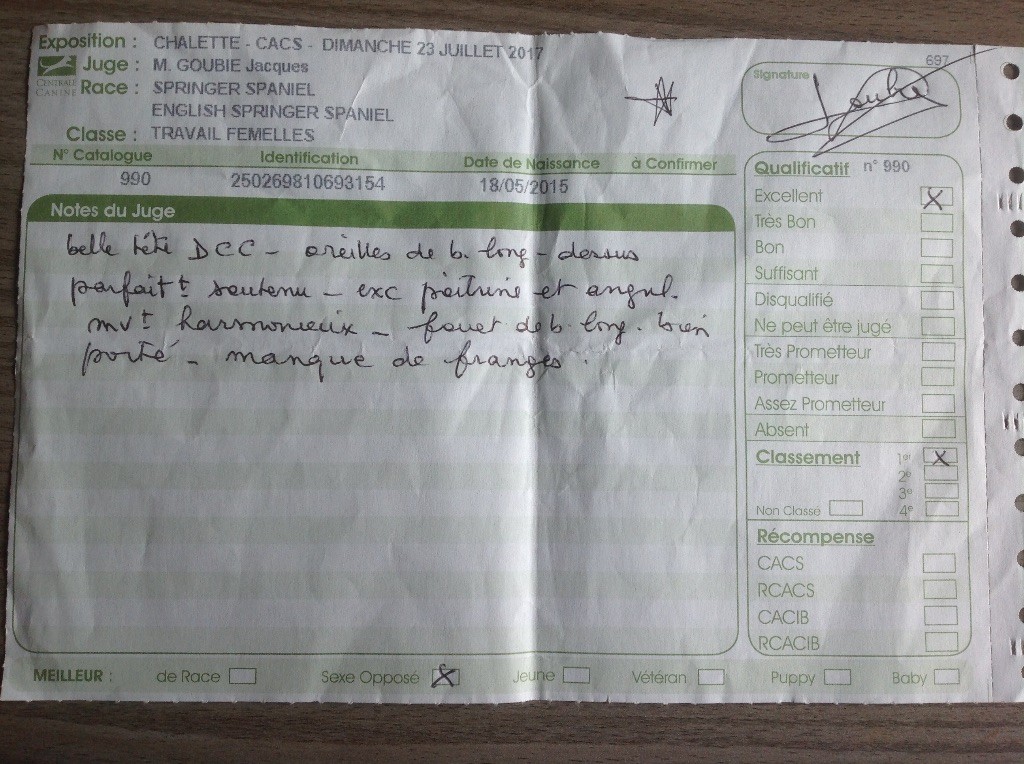 Exposition : CHALETTE - CACS - DIMANCHE 23 JUILLET 2017
Juge : M. GOUBIE Jacques
CENTRALE CANINE
Race : SPRINGER SPANIEL
ENGLISH SPRINGER SPANIEL
Classe : TRAVAIL FEMELLES
697
Signature
N° Catalogue Identification Date de Naissance à Confirmer
990 250269810693154 18/05/2015
Notes du Juge
belle tête DCC - oreilles de b. long - dessus
parfaitt soutenu - exc poitrine et angul.
mvt harmonieux - fouet de b. long. bien
porté - manque de franges.
Qualificatif n° 990
Excellent X
Très Bon
Bon
Suffisant
Disqualifié
Ne peut être jugé
Très Prometteur
Prometteur
Assez Prometteur
Absent
Classement 1er X
2e
3e
Non Classé 4e
Récompense
CACS
RCACS
CACIB
RCACIB
MEILLEUR : de Race Sexe Opposé X Jeune Vétéran Puppy Baby